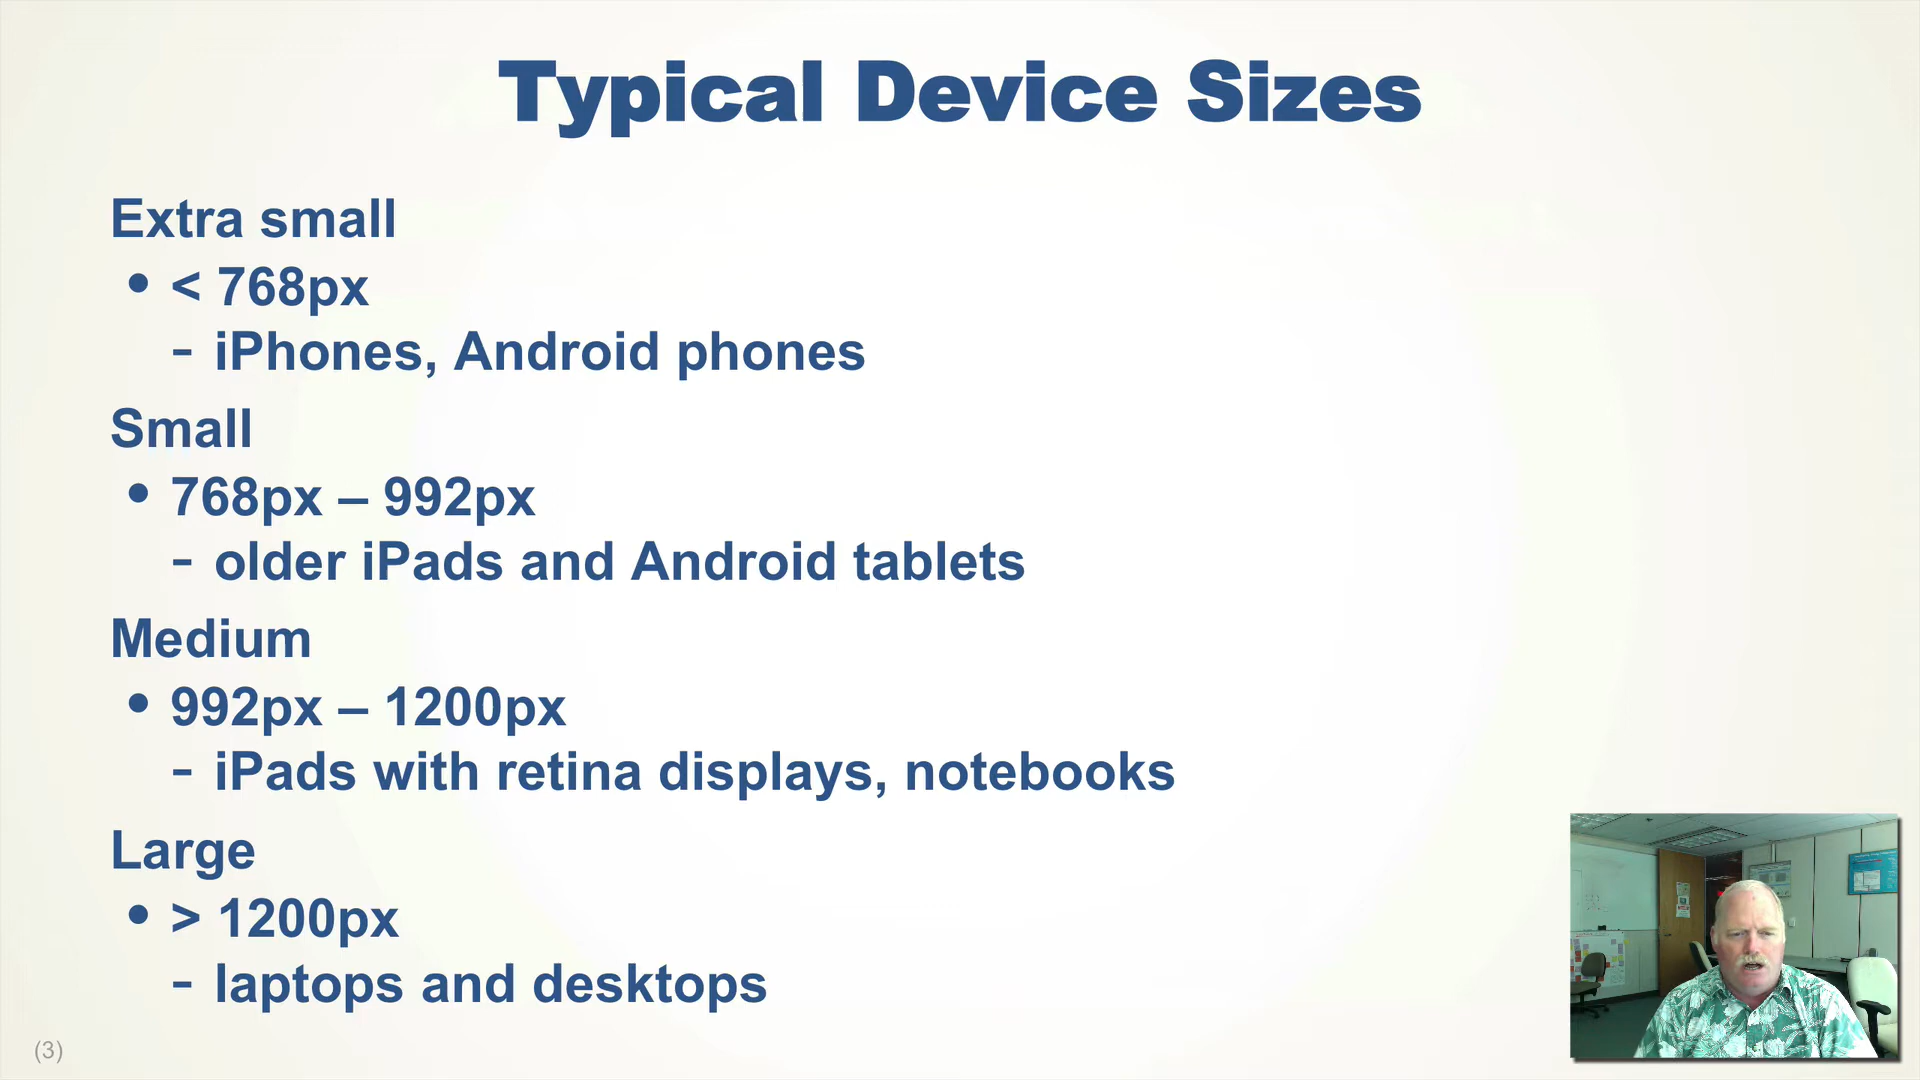 Typical Device Sizes
Extra small
• < 768px
- iPhones, Android phones
Small
• 768px – 992px
- older iPads and Android tablets
Medium
• 992px – 1200px
- iPads with retina displays, notebooks
Large
• > 1200px
- laptops and desktops
(3)